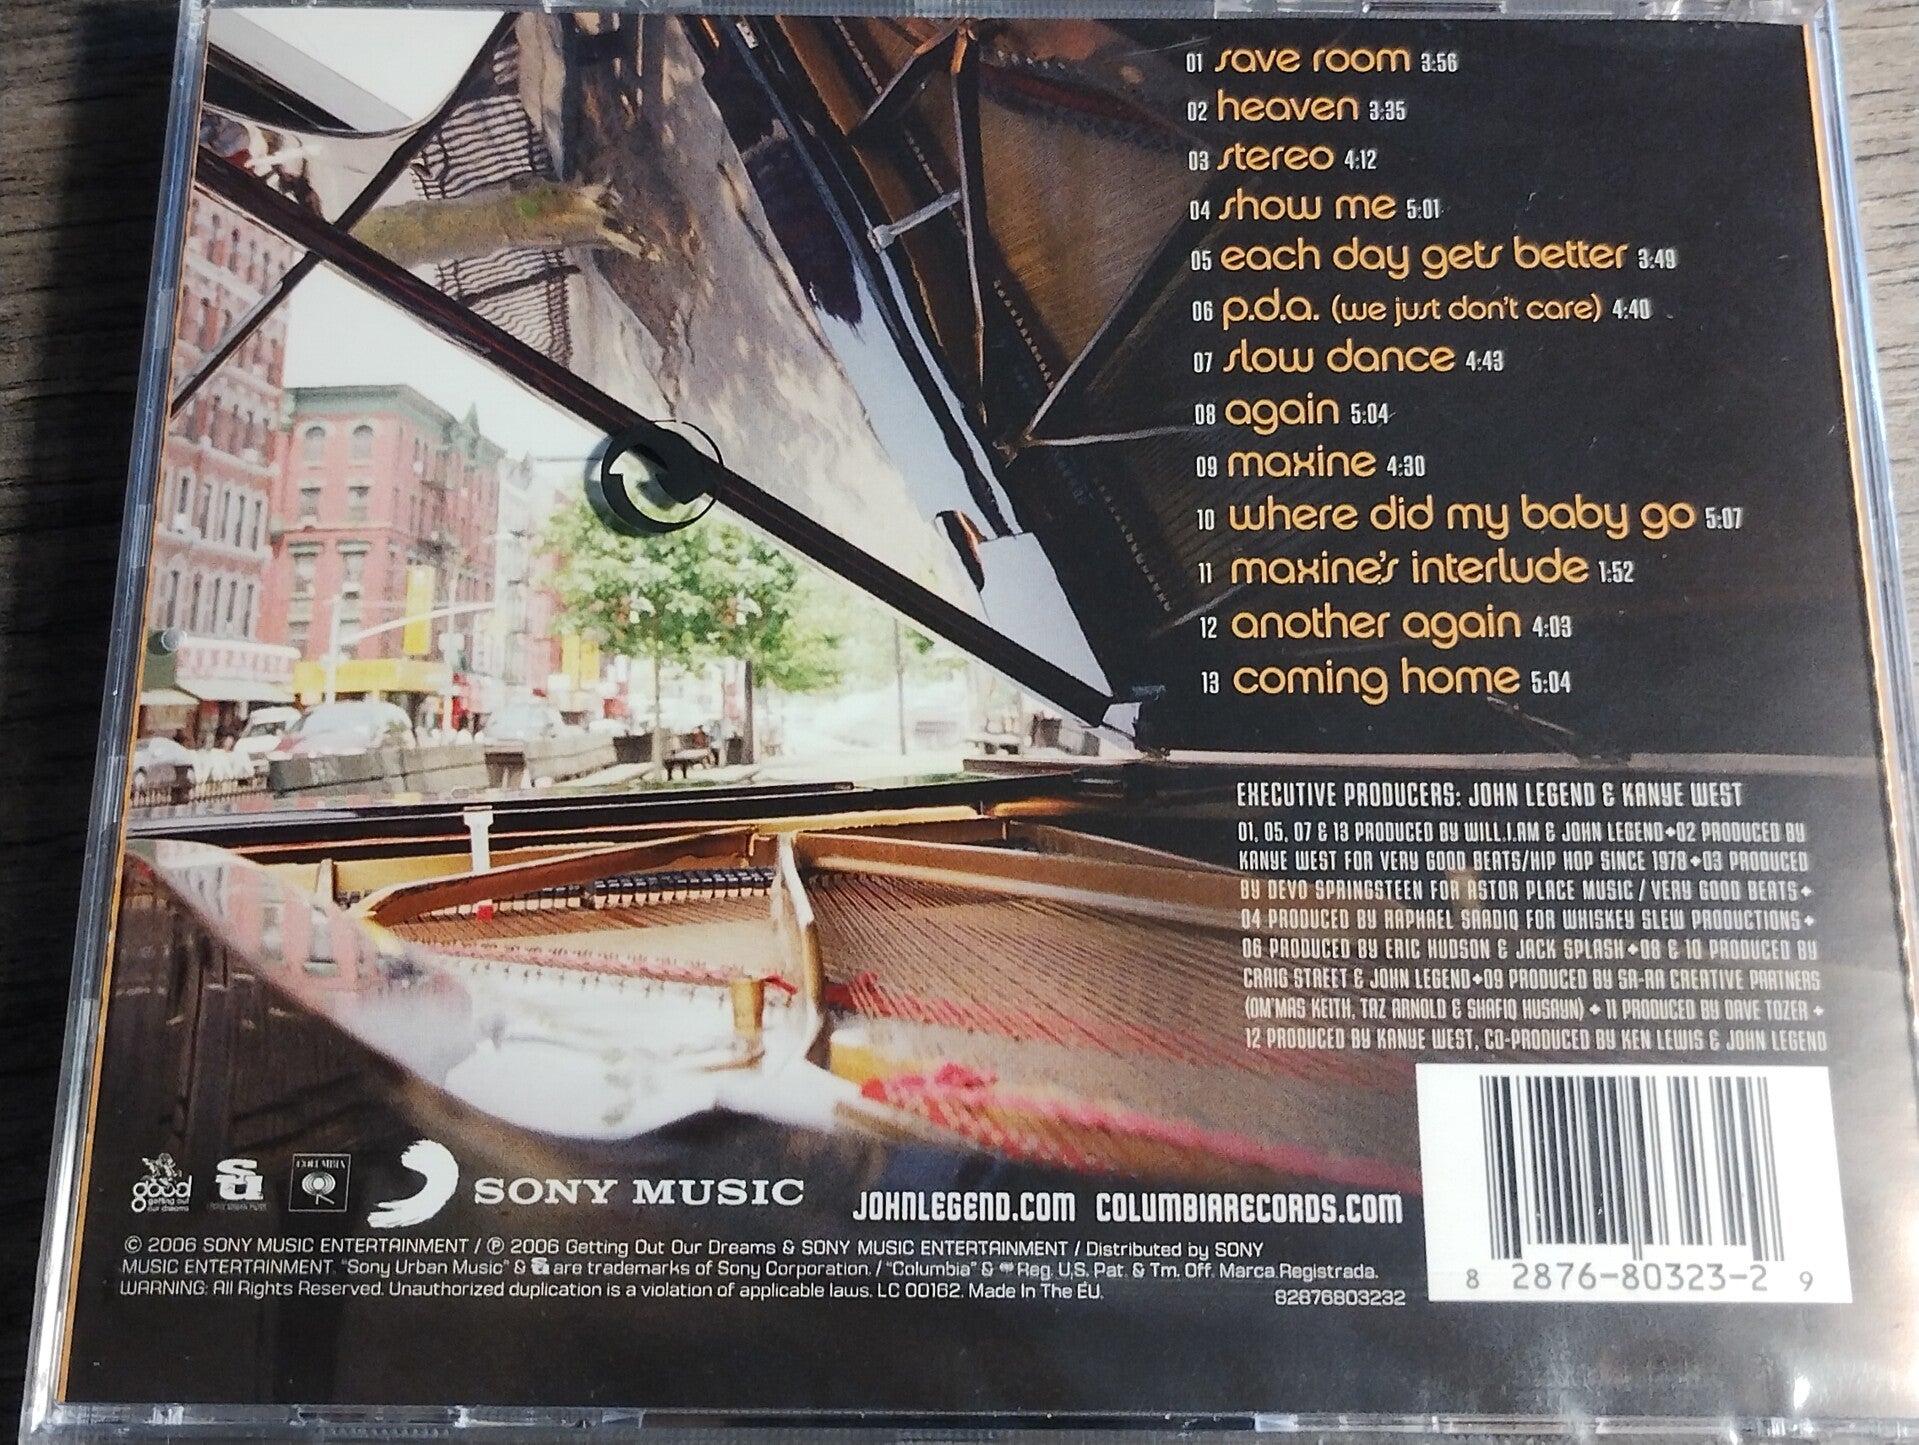 01 save room 3:56
02 heaven 3:35
03 stereo 4:12
04 show me 5:01
05 each day gets better 3:49
06 p.d.a. (we just don't care) 4:40
07 slow dance 4:43
08 again 5:04
09 maxine 4:30
10 where did my baby go 5:07
11 maxine's interlude 1:52
12 another again 4:03
13 coming home 5:04
EXECUTIVE PRODUCERS: JOHN LEGEND & KANYE WEST
01, 05, 07 & 13 PRODUCED BY WILL.I.AM & JOHN LEGEND • 02 PRODUCED BY
KANYE WEST FOR VERY GOOD BEATS/HIP HOP SINCE 1978 • 03 PRODUCED
BY DEVO SPRINGSTEEN FOR ASTOR PLACE MUSIC / VERY GOOD BEATS •
04 PRODUCED BY RAPHAEL SAADIQ FOR WHISKEY SLEW PRODUCTIONS •
06 PRODUCED BY ERIC HUDSON & JACK SPLASH • 08 & 10 PRODUCED BY
CRAIG STREET & JOHN LEGEND • 09 PRODUCED BY SA-RA CREATIVE PARTNERS
(OM'MAS KEITH, TAZ ARNOLD & SHAFIQ HUSAYN) • 11 PRODUCED BY DAVE TOZER •
12 PRODUCED BY KANYE WEST, CO-PRODUCED BY KEN LEWIS & JOHN LEGEND
good
getting out
our dreams
COLUMBIA
SONY MUSIC
JOHNLEGEND.COM COLUMBIARECORDS.COM
© 2006 SONY MUSIC ENTERTAINMENT / ℗ 2006 Getting Out Our Dreams & SONY MUSIC ENTERTAINMENT / Distributed by SONY
MUSIC ENTERTAINMENT. "Sony Urban Music" & are trademarks of Sony Corporation. / "Columbia" & Reg. U.S. Pat. & Tm. Off. Marca Registrada.
WARNING: All Rights Reserved. Unauthorized duplication is a violation of applicable laws. LC 00162. Made In The EU.
82876803232
8 2876-80323-2 9